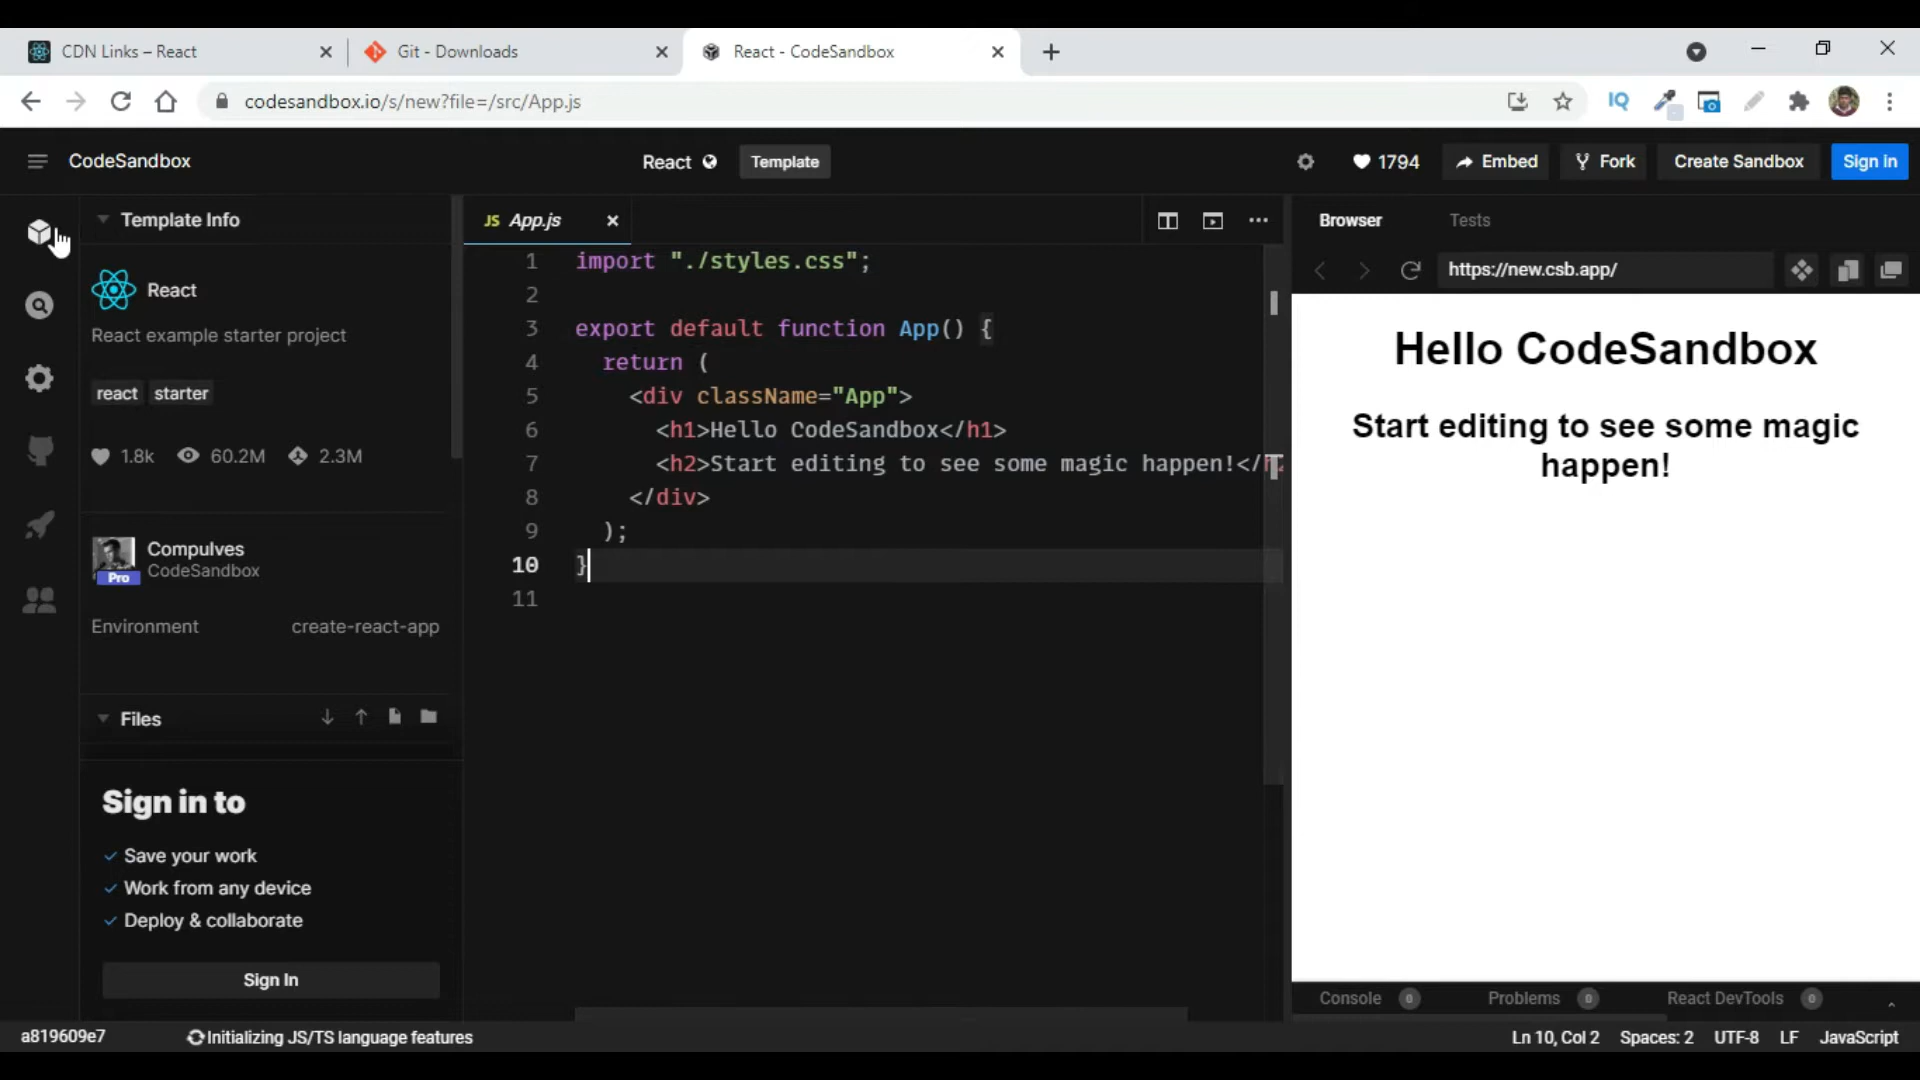 CDN Links – React
Git - Downloads
React - CodeSandbox
codesandbox.io/s/new?file=/src/App.js
IQ
CodeSandbox
React
Template
1794
Embed
Fork
Create Sandbox
Sign in
Template Info
React
React example starter project
react starter
1.8k 60.2M 2.3M
Compulves
CodeSandbox
Pro
Environment create-react-app
Files
Sign in to
Save your work
Work from any device
Deploy & collaborate
Sign In
JS App.js
1 import "./styles.css";
2
3 export default function App() {
4 return (
5 <div className="App">
6 <h1>Hello CodeSandbox</h1>
7 <h2>Start editing to see some magic happen!</
8 </div>
9 );
10 }
11
Browser Tests
https://new.csb.app/
Hello CodeSandbox
Start editing to see some magic
happen!
Console 0 Problems 0 React DevTools 0
a819609e7 Initializing JS/TS language features Ln 10, Col 2 Spaces: 2 UTF-8 LF JavaScript